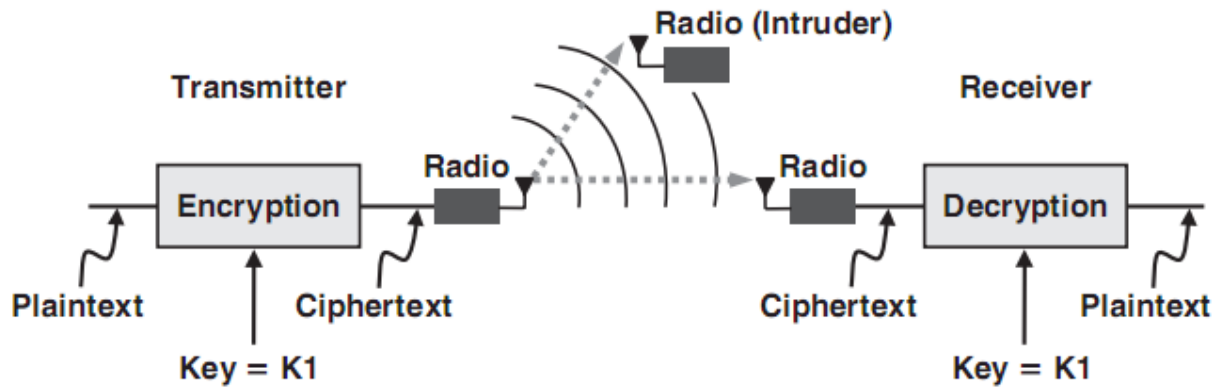 Radio (Intruder)
Transmitter
Receiver
Radio
Radio
Encryption
Decryption
Plaintext
Ciphertext
Ciphertext
Plaintext
Key = K1
Key = K1